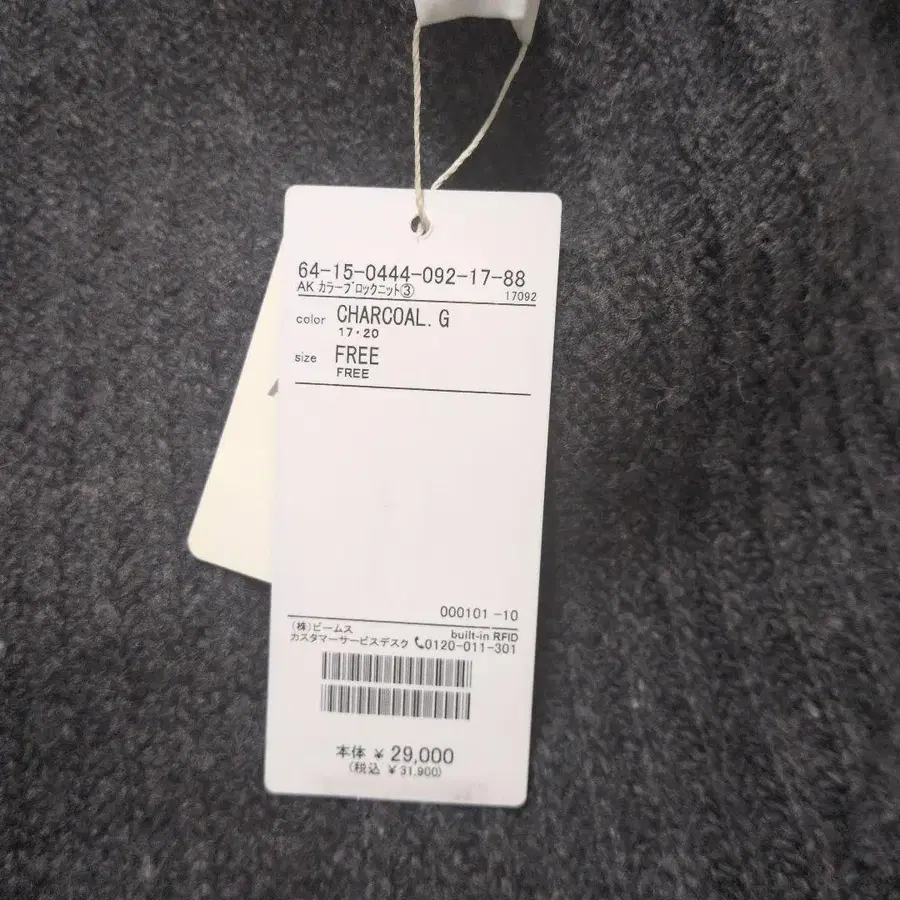 64-15-0444-092-17-88
AK カラーブロックニット③
17092
color CHARCOAL. G
17・20
size FREE
FREE
000101 -10
(株)ビームス
built-in RFID
カスタマーサービスデスク 📞0120-011-301
本体 ¥ 29,000
(税込 ¥31,900)